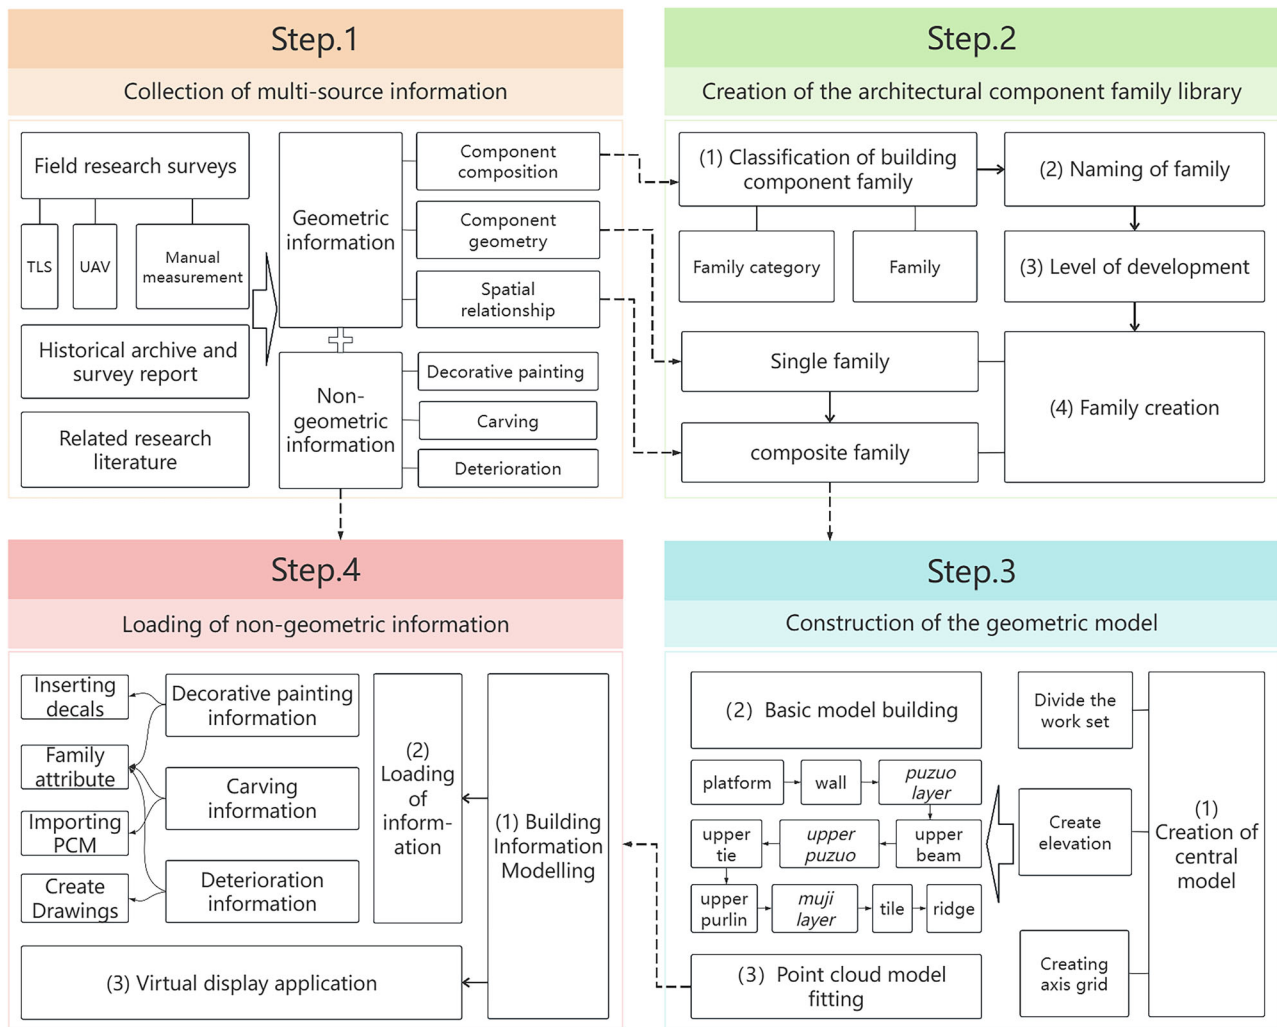 Step.1
Collection of multi-source information
Field research surveys
TLS
UAV
Manual
measurement
Historical archive and
survey report
Related research
literature
Geometric
information
Non-
geometric
information
Component
composition
Component
geometry
Spatial
relationship
Decorative painting
Carving
Deterioration
Step.2
Creation of the architectural component family library
(1) Classification of building
component family
Family category
Family
(2) Naming of family
(3) Level of development
Single family
composite family
(4) Family creation
Step.4
Loading of non-geometric information
Inserting
decals
Family
attribute
Importing
PCM
Create
Drawings
Decorative painting
information
Carving
information
Deterioration
information
(2)
Loading
of
inform-
ation
(1) Building
Information
Modelling
(3) Virtual display application
Step.3
Construction of the geometric model
(2) Basic model building
platform
wall
puzuo
layer
upper
tie
upper
puzuo
upper
beam
upper
purlin
muji
layer
tile
ridge
(3) Point cloud model
fitting
Divide the
work set
Create
elevation
Creating
axis grid
(1)
Creation of
central
model